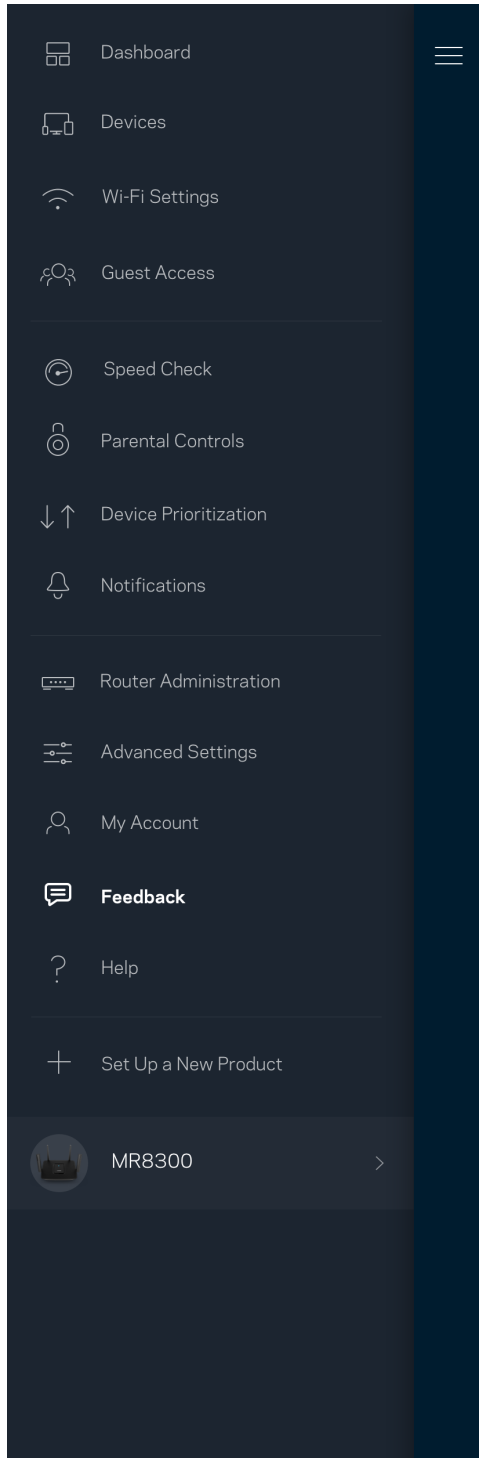 Dashboard
Devices
Wi-Fi Settings
Guest Access
Speed Check
Parental Controls
Device Prioritization
Notifications
Router Administration
Advanced Settings
My Account
Feedback
Help
Set Up a New Product
MR8300